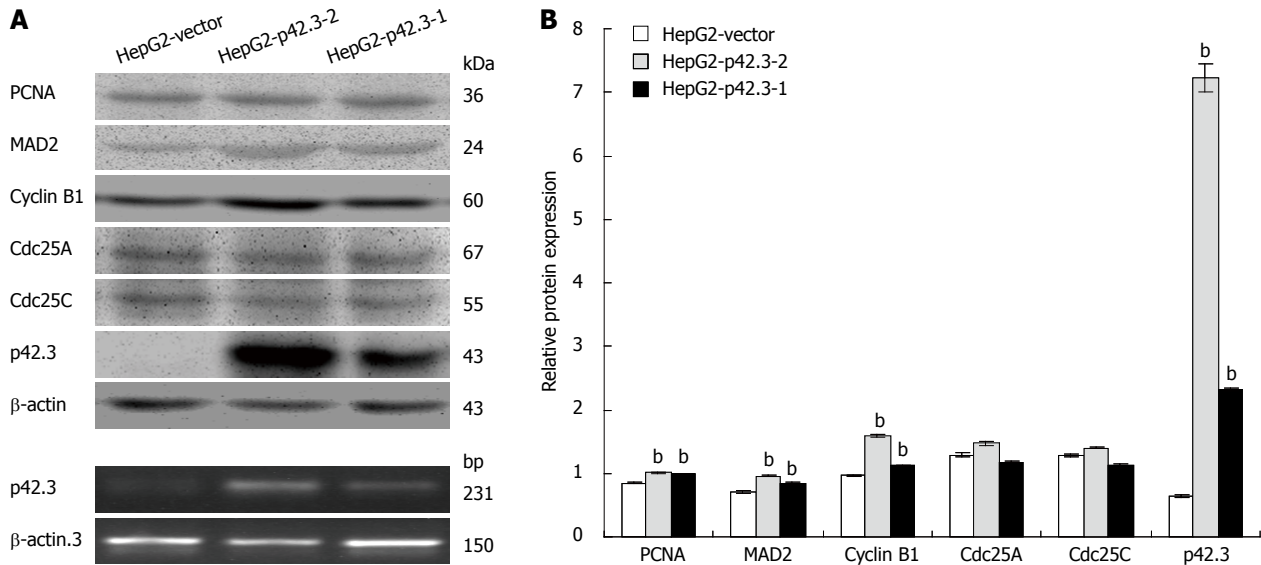 A
HepG2-vector
HepG2-p42.3-2
HepG2-p42.3-1
kDa
PCNA
36
MAD2
24
Cyclin B1
60
Cdc25A
67
Cdc25C
55
p42.3
43
β-actin
43
bp
p42.3
231
β-actin.3
150
B
HepG2-vector
HepG2-p42.3-2
HepG2-p42.3-1
Relative protein expression
8
7
6
5
4
3
2
1
0
b b
b b
b
b
b
b
PCNA MAD2 Cyclin B1 Cdc25A Cdc25C p42.3